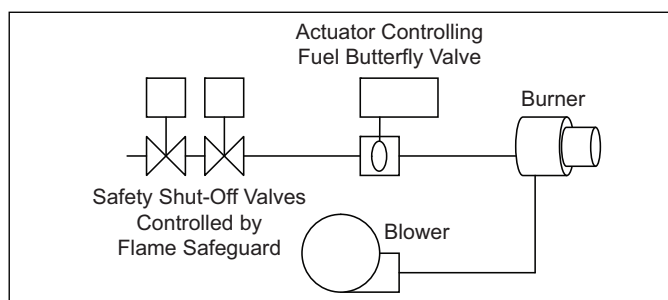 Actuator Controlling
Fuel Butterfly Valve
Burner
Safety Shut-Off Valves
Controlled by
Flame Safeguard
Blower